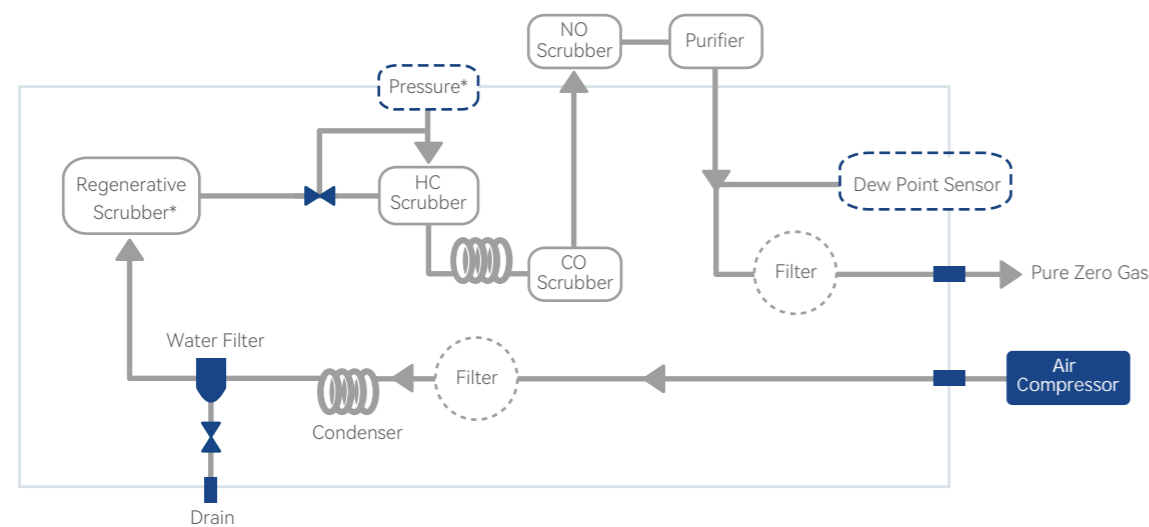 NO
Scrubber
Purifier
Pressure*
Regenerative
Scrubber*
HC
Scrubber
Dew Point Sensor
CO
Scrubber
Filter
Pure Zero Gas
Water Filter
Filter
Air
Compressor
Condenser
Drain